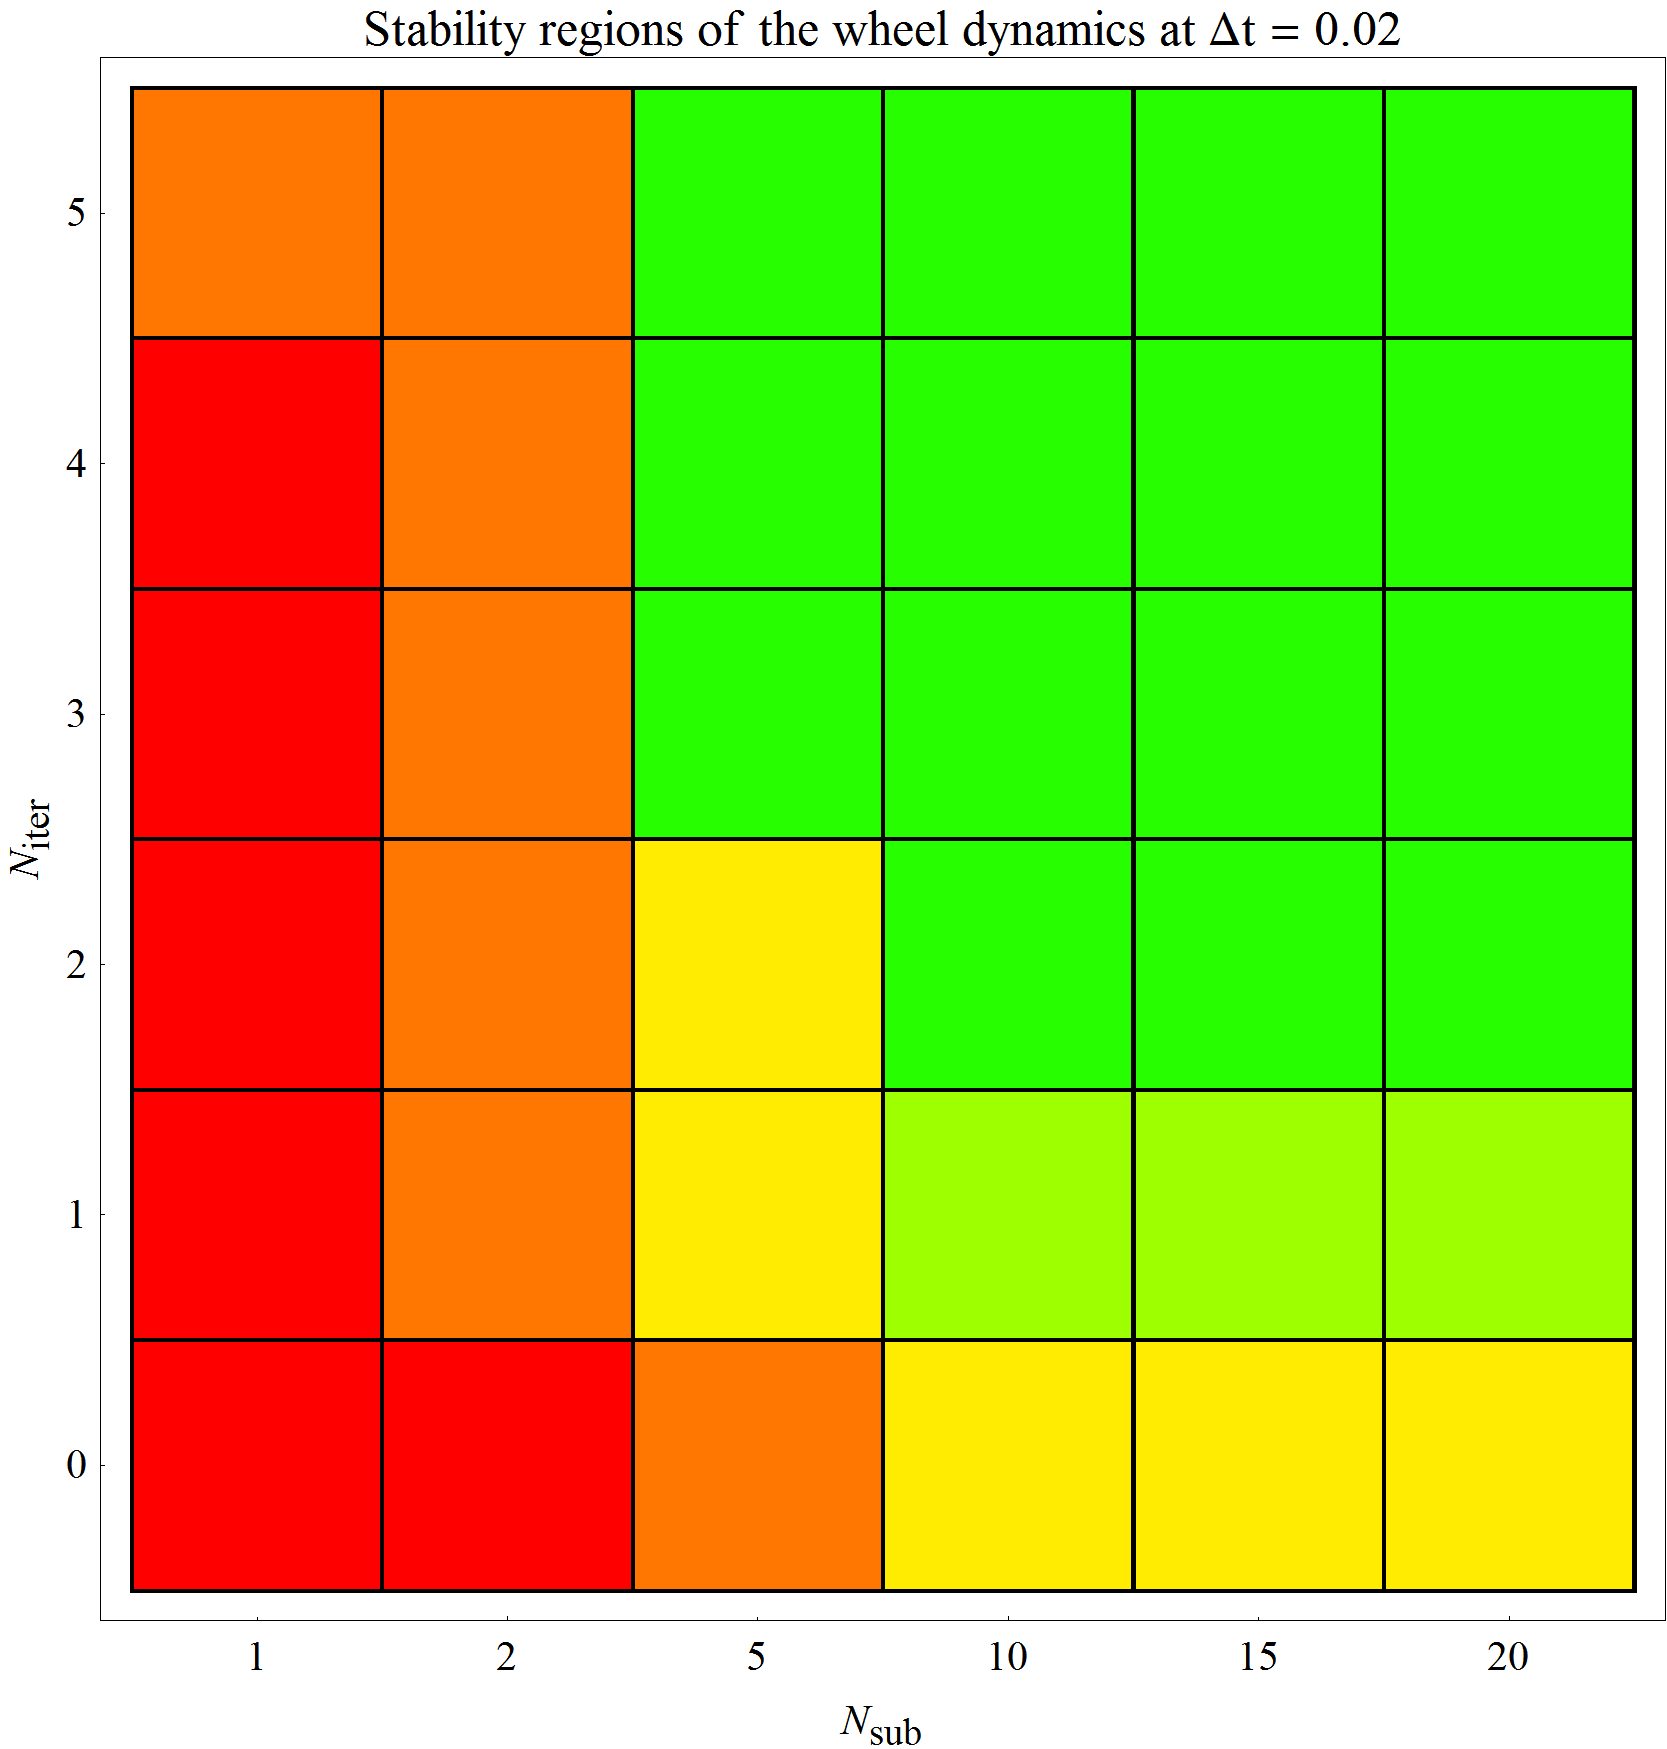 Stability regions of the wheel dynamics at Δt = 0.02
5
4
3
2
1
0
N_iter
1 2 5 10 15 20
N_sub